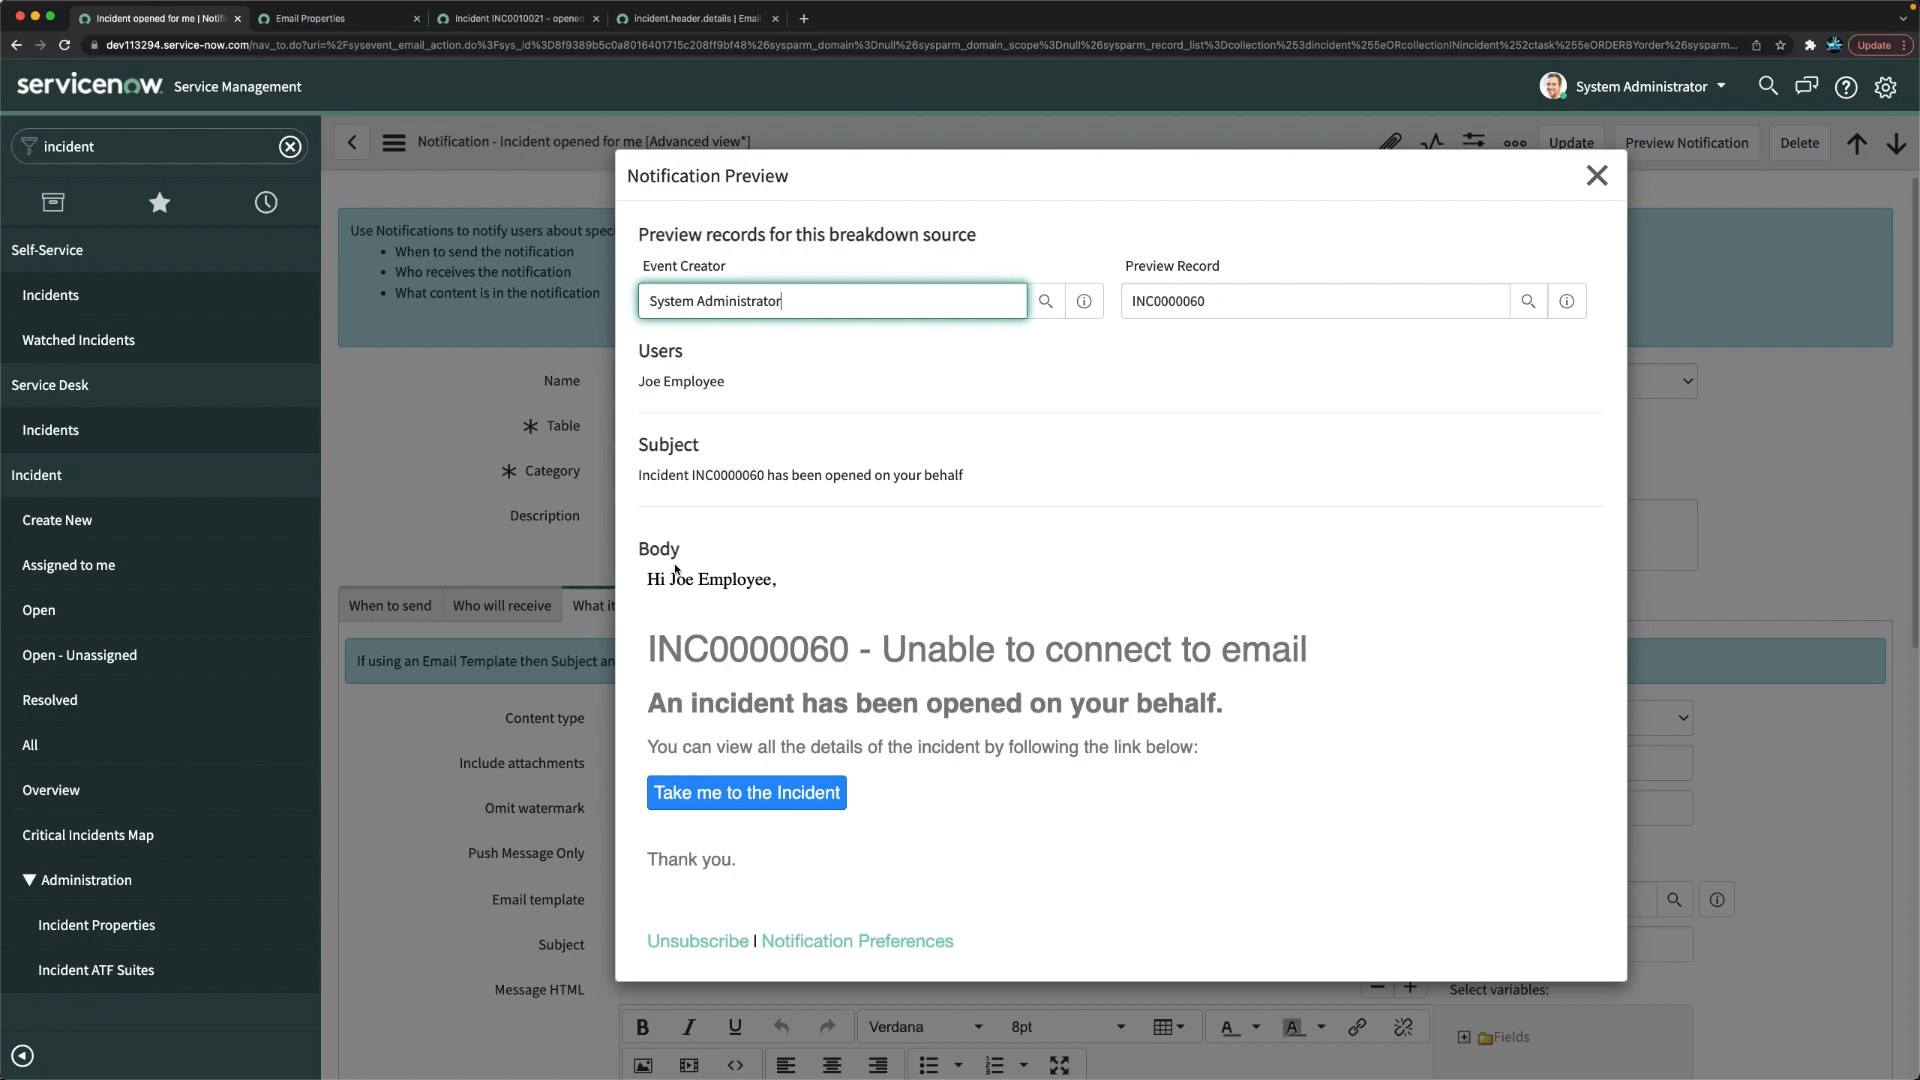 Incident opened for me | Notifi
Email Properties
Incident INC0010021 - opened
incident.header.details | Email
dev113294.service-now.com/nav_to.do?uri=%2Fsysevent_email_action.do%3Fsys_id%3D8f9389b5c0a8016401715c208ff9bf48%26sysparm_domain%3Dnull%26sysparm_domain_scope%3Dnull%26sysparm_record_list%3Dcollection%253dincident%255eORcollectionINincident%252ctask%255eORDERBYorder%26sysparm...
Update
servicenow Service Management
System Administrator
incident
Self-Service
Incidents
Watched Incidents
Service Desk
Incidents
Incident
Create New
Assigned to me
Open
Open - Unassigned
Resolved
All
Overview
Critical Incidents Map
Administration
Incident Properties
Incident ATF Suites
Notification - Incident opened for me [Advanced view*]
Update
Preview Notification
Delete
Use Notifications to notify users about spec
When to send the notification
Who receives the notification
What content is in the notification
Name
Table
Category
Description
When to send
Who will receive
What it
If using an Email Template then Subject an
Content type
Include attachments
Omit watermark
Push Message Only
Email template
Subject
Message HTML
Notification Preview
Preview records for this breakdown source
Event Creator
Preview Record
System Administrator
INC0000060
Users
Joe Employee
Subject
Incident INC0000060 has been opened on your behalf
Body
Hi Joe Employee,
INC0000060 - Unable to connect to email
An incident has been opened on your behalf.
You can view all the details of the incident by following the link below:
Take me to the Incident
Thank you.
Unsubscribe | Notification Preferences
Select variables:
B I U
Verdana
8pt
A
A
Fields